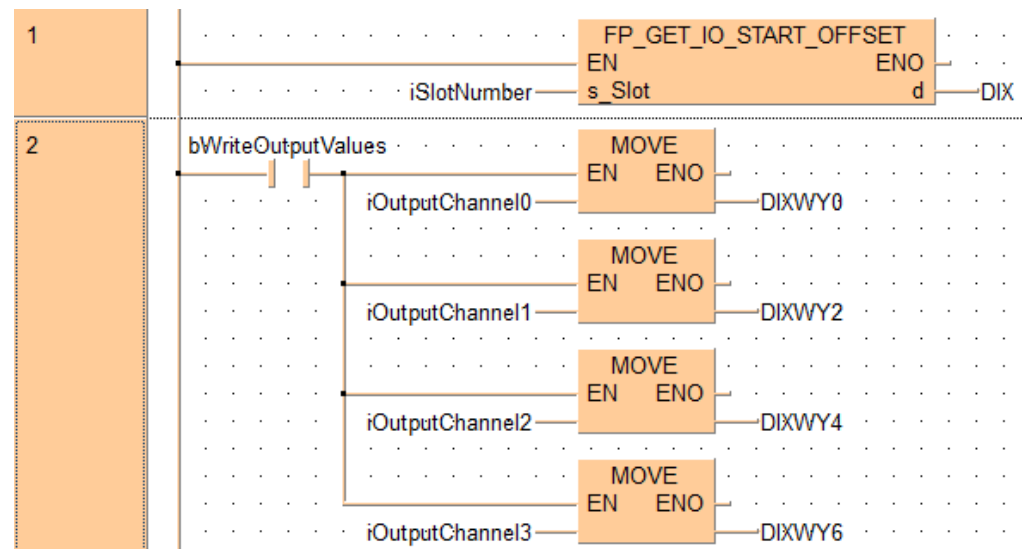 1
FP_GET_IO_START_OFFSET
EN ENO
iSlotNumber s_Slot d DIX
2
bWriteOutputValues MOVE
EN ENO
iOutputChannel0 DIXWY0
MOVE
EN ENO
iOutputChannel1 DIXWY2
MOVE
EN ENO
iOutputChannel2 DIXWY4
MOVE
EN ENO
iOutputChannel3 DIXWY6